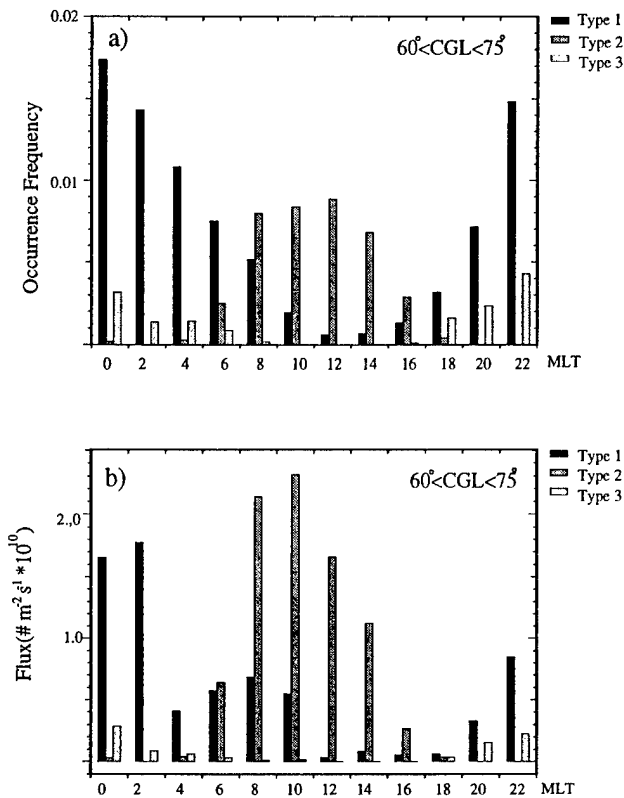 0.02
a)
60°<CGL<75°
Type 1
Type 2
Type 3
0.01
Occurrence Frequency
0 2 4 6 8 10 12 14 16 18 20 22 MLT
b)
60°<CGL<75°
Type 1
Type 2
Type 3
2,0
1.0
Flux(# m⁻² s¹ *10¹⁰
0 2 4 6 8 10 12 14 16 18 20 22 MLT